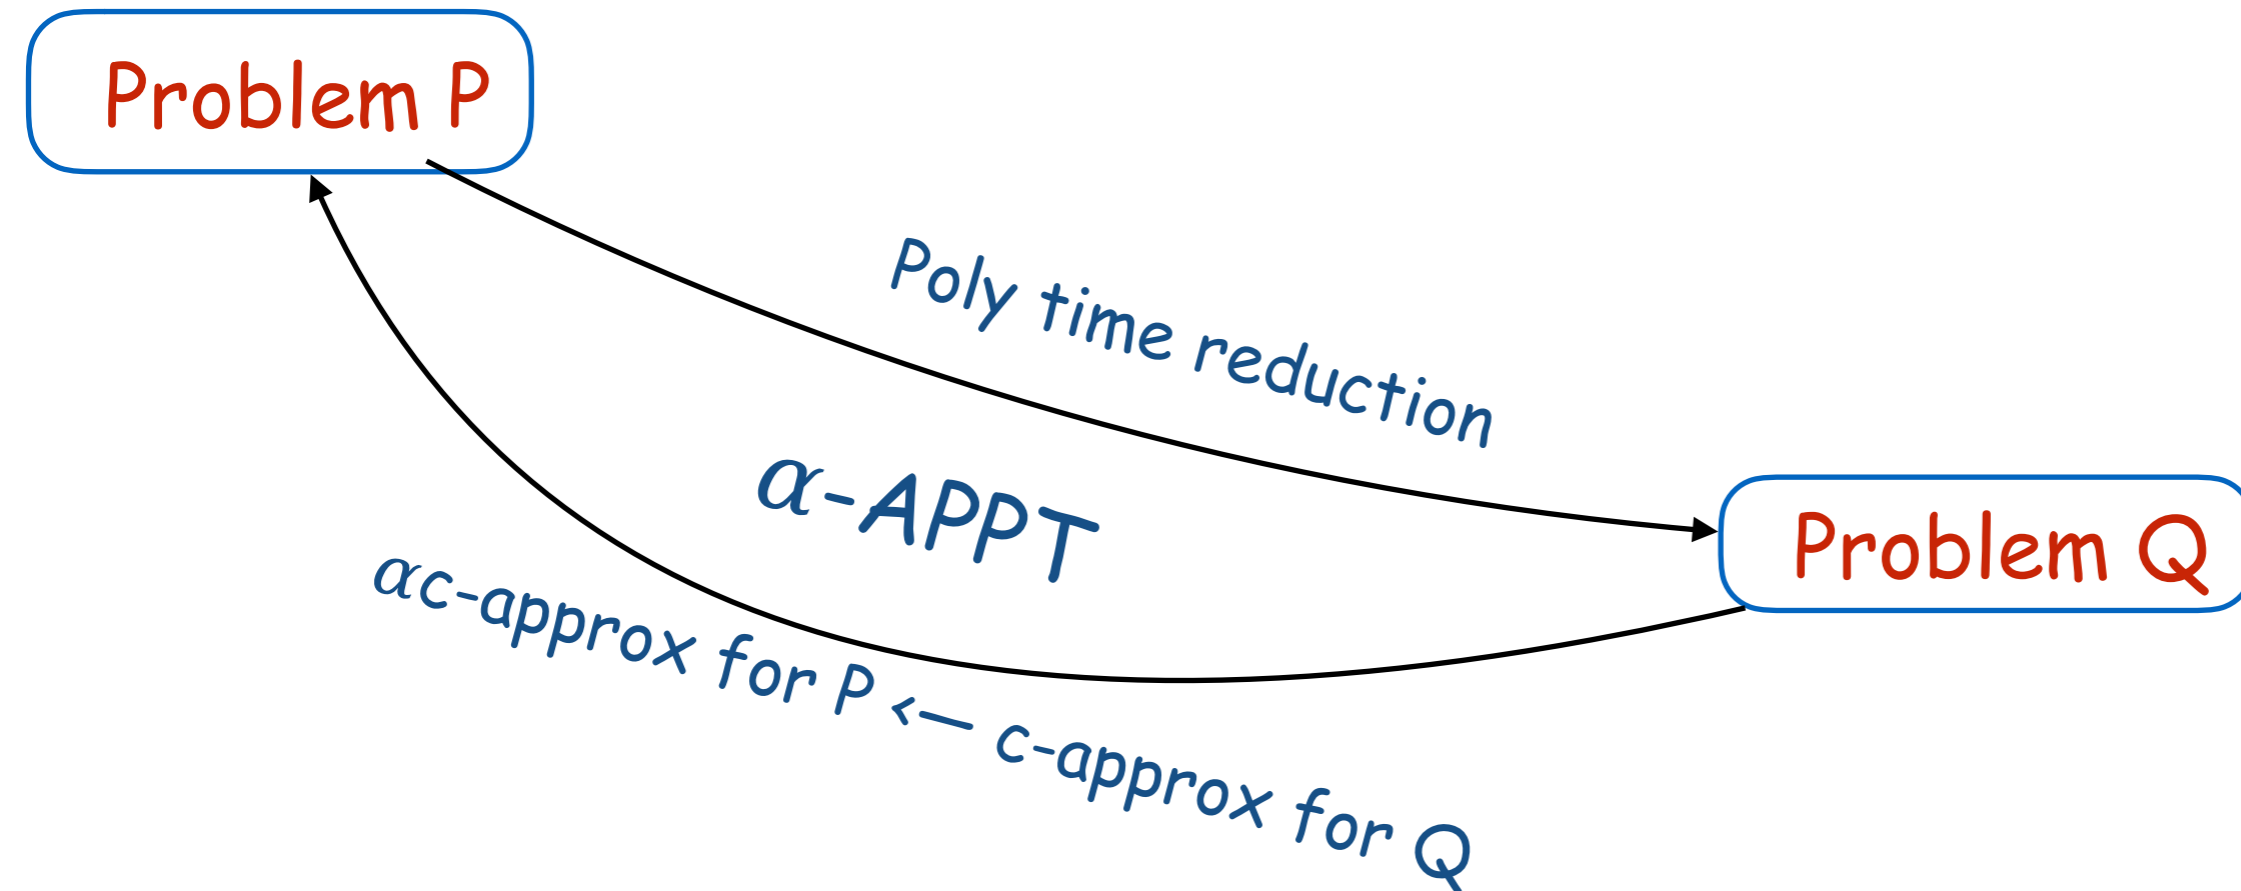 Problem P
Poly time reduction
α-APPT
Problem Q
αc-approx for P <— c-approx for Q